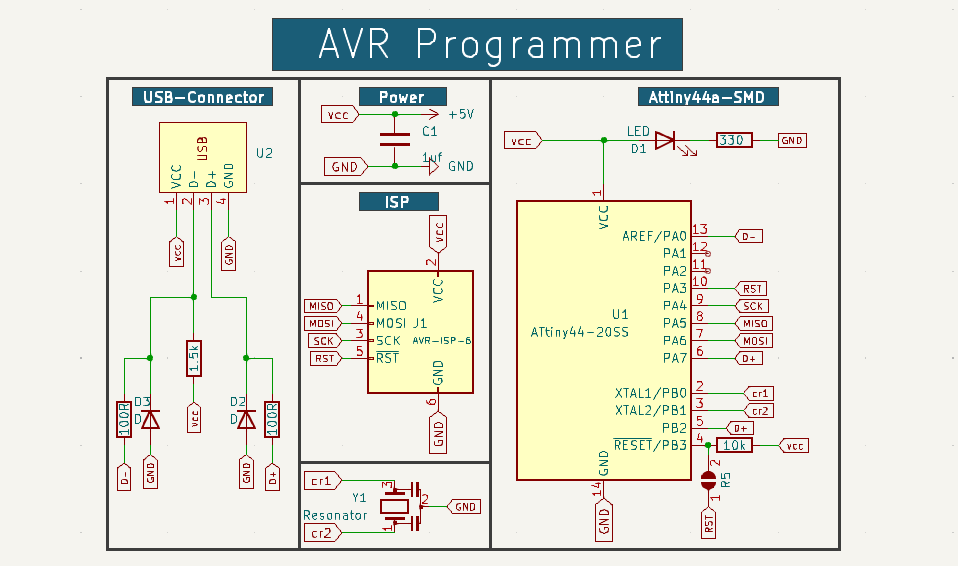 AVR Programmer
USB-Connector
USB
U2
VCC
D-
D+
GND
1
2
3
4
VCC
GND
1.5k
VCC
100R
D3
D
D2
D
100R
D-
GND
GND
D+
Power
VCC
+5V
C1
1uf
GND
GND
ISP
VCC
2
VCC
MISO
1
MISO
MOSI
4
MOSI
J1
SCK
3
SCK
AVR-ISP-6
RST
5
RST
GND
6
GND
cr1
3
Y1
2
GND
Resonator
1
cr2
Attiny44a-SMD
VCC
LED
D1
330
GND
1
VCC
AREF/PA0
13
D-
PA1
12
PA2
11
PA3
10
RST
PA4
9
SCK
U1
PA5
8
MISO
ATtiny44-20SS
PA6
7
MOSI
PA7
6
D+
XTAL1/PB0
2
cr1
XTAL2/PB1
3
cr2
PB2
5
D+
RESET/PB3
4
10k
VCC
GND
14
GND
2
R5
1
RST